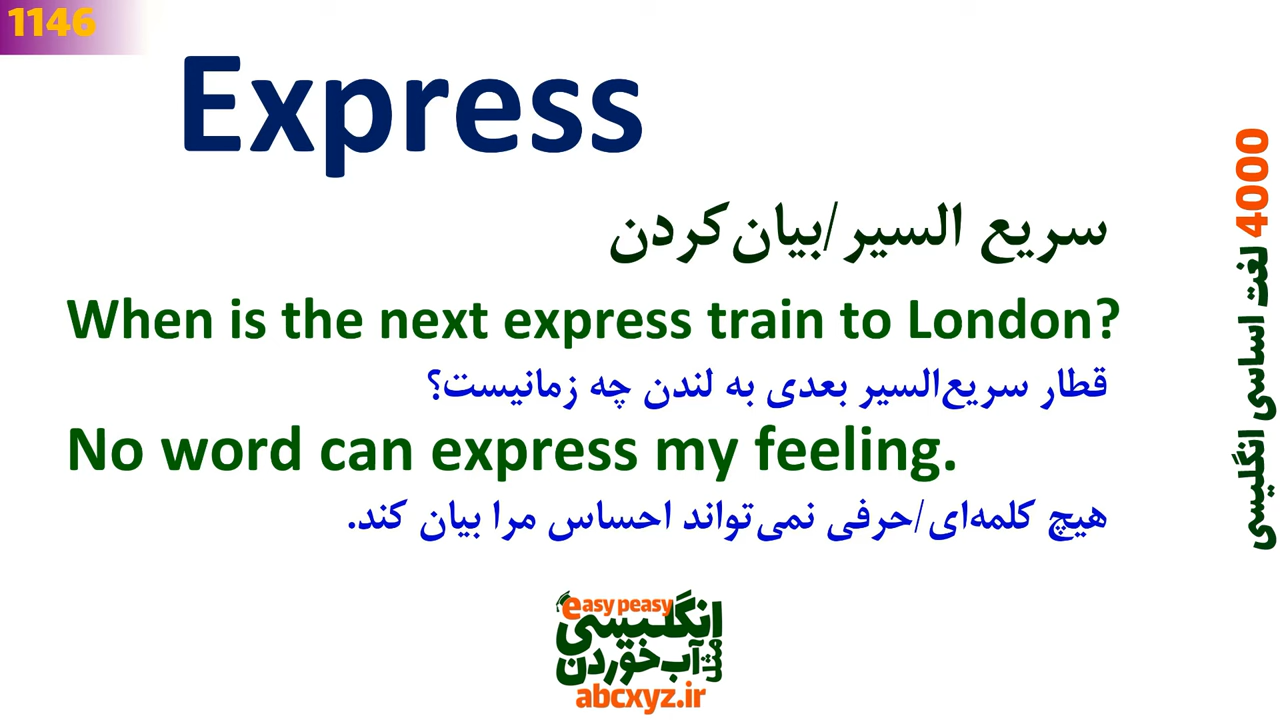 1146
Express
سریع السیر/بیان‌کردن
When is the next express train to London?
قطار سریع‌السیر بعدی به لندن چه زمانیست؟
No word can express my feeling.
هیچ کلمه‌ای/حرفی نمی‌تواند احساس مرا بیان کند.
4000 لغت اساسی انگلیسی
easy peasy
انگلیسی
مثل آب خوردن
abcxyz.ir